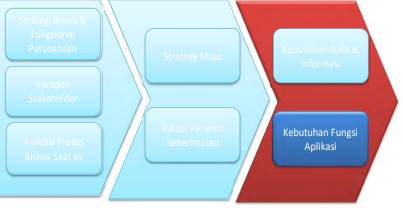 Strategi Bisnis &
Fungsional
Perusahaan
Harapan
Stakeholder
Kondisi Proses
Bisinis Saat Ini
Strategy Maps
Faktor Penentu
Keberhasilan
Kebutuhan Data &
Informasi
Kebutuhan Fungsi
Aplikasi